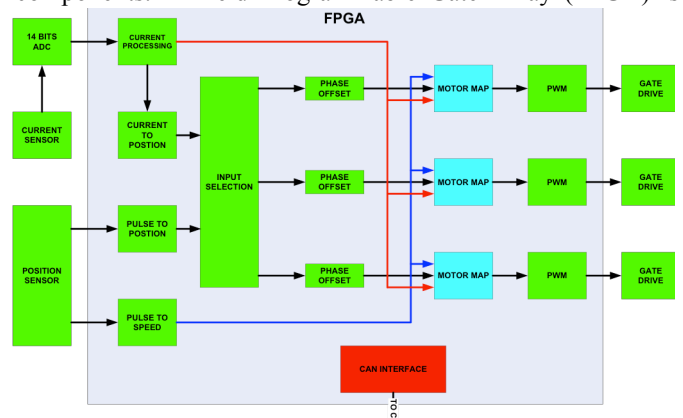 FPGA
14 BITS
ADC
CURRENT
PROCESSING
CURRENT
SENSOR
CURRENT
TO
POSTION
INPUT
SELECTION
PHASE
OFFSET
MOTOR MAP
PWM
GATE
DRIVE
PHASE
OFFSET
MOTOR MAP
PWM
GATE
DRIVE
POSITION
SENSOR
PULSE TO
POSTION
PULSE TO
SPEED
PHASE
OFFSET
MOTOR MAP
PWM
GATE
DRIVE
CAN INTERFACE
TO C